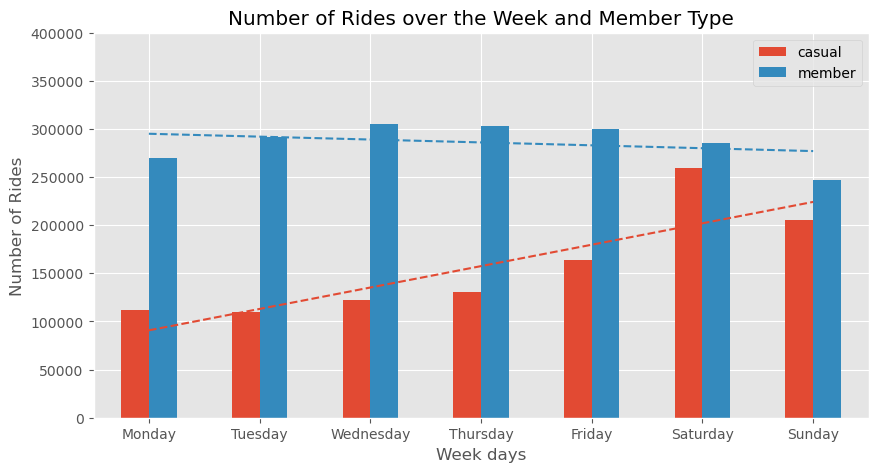 Number of Rides over the Week and Member Type
casual
member
400000
350000
300000
250000
200000
150000
100000
50000
0
Number of Rides
Monday Tuesday Wednesday Thursday Friday Saturday Sunday
Week days